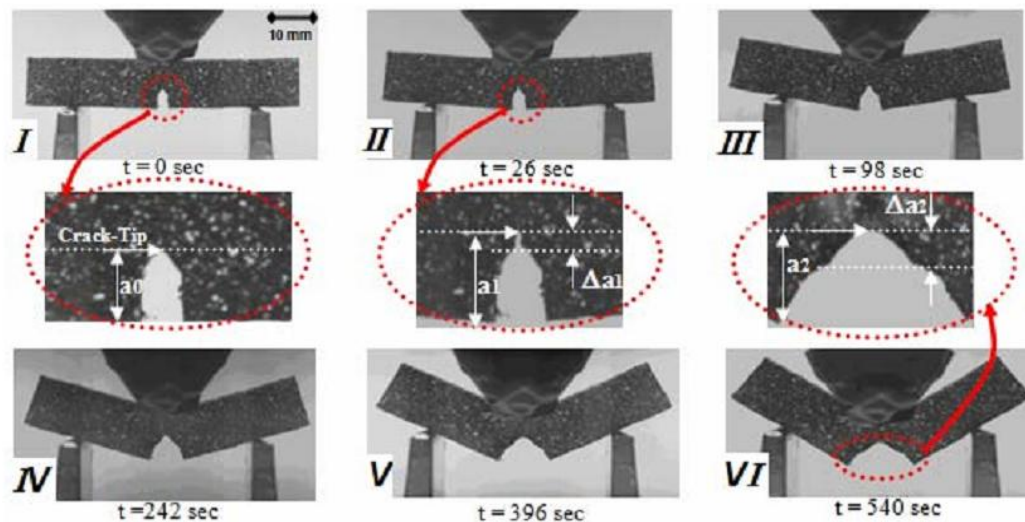 10 mm
I
II
III
t = 0 sec
t = 26 sec
t = 98 sec
Crack-Tip
a0
a1
Δa1
Δa2
a2
IV
V
VI
t =242 sec
t = 396 sec
t = 540 sec